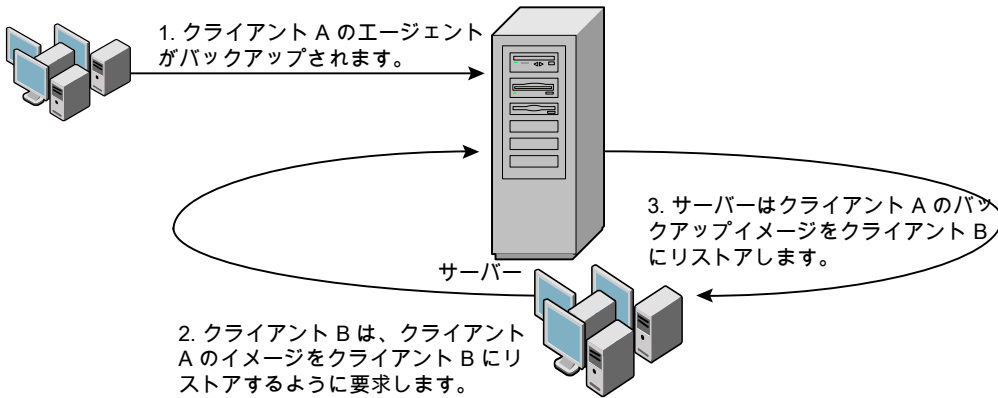 1. クライアント A のエージェント
がバックアップされます。
3. サーバーはクライアント A のバッ
クアップイメージをクライアント B
にリストアします。
サーバー
2. クライアント B は、クライアント
A のイメージをクライアント B にリ
ストアするように要求します。